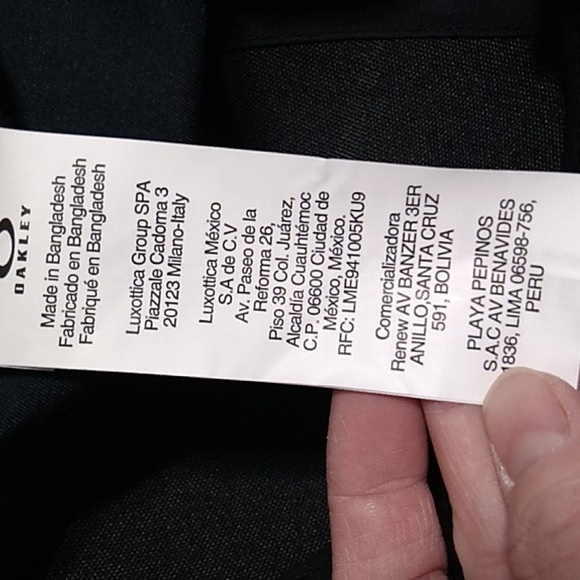 OAKLEY
Made in Bangladesh
Fabricado en Bangladesh
Fabriqué en Bangladesh
Luxottica Group SPA
Piazzale Cadorna 3
20123 Milano-Italy
Luxottica México
S.A de C.V
Av. Paseo de la
Reforma 26,
Piso 39 Col. Juárez,
Alcaldía Cuauhtémoc
C.P. 06600 Ciudad de
México, México.
RFC: LME941005KU9
Comercializadora
Renew AV BANZER 3ER
ANILLO,SANTA CRUZ
591, BOLIVIA
PLAYA PEPINOS
S.A.C AV BENAVIDES
1836, LIMA 06598-756,
PERU